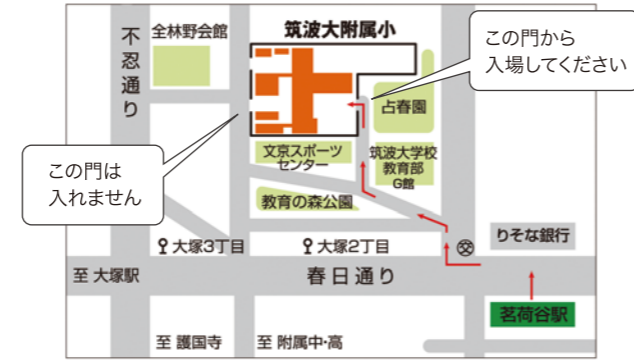 不忍通り
全林野会館
筑波大附属小
この門から
入場してください
占春園
この門は
入れません
文京スポーツ
センター
筑波大学校
教育部
G館
教育の森公園
大塚3丁目
大塚2丁目
りそな銀行
至 大塚駅
春日通り
茗荷谷駅
至 護国寺
至 附属中・高